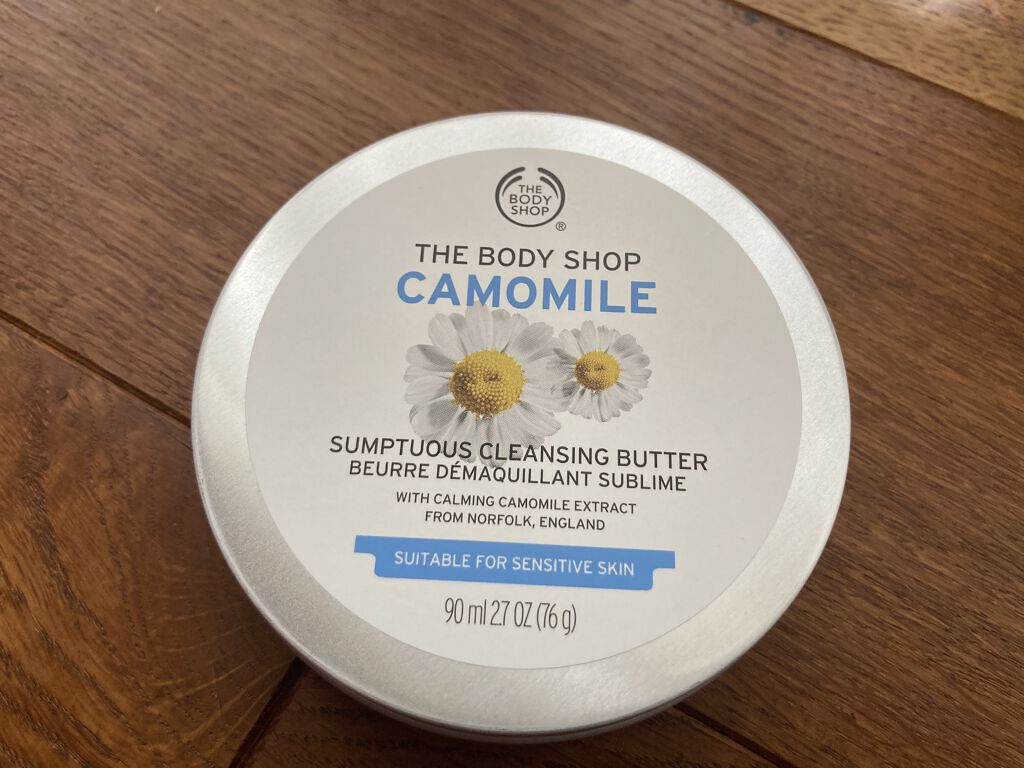 THE
BODY
SHOP
®
THE BODY SHOP
CAMOMILE
SUMPTUOUS CLEANSING BUTTER
BEURRE DÉMAQUILLANT SUBLIME
WITH CALMING CAMOMILE EXTRACT
FROM NORFOLK, ENGLAND
SUITABLE FOR SENSITIVE SKIN
90 ml 2.7 OZ (76 g)